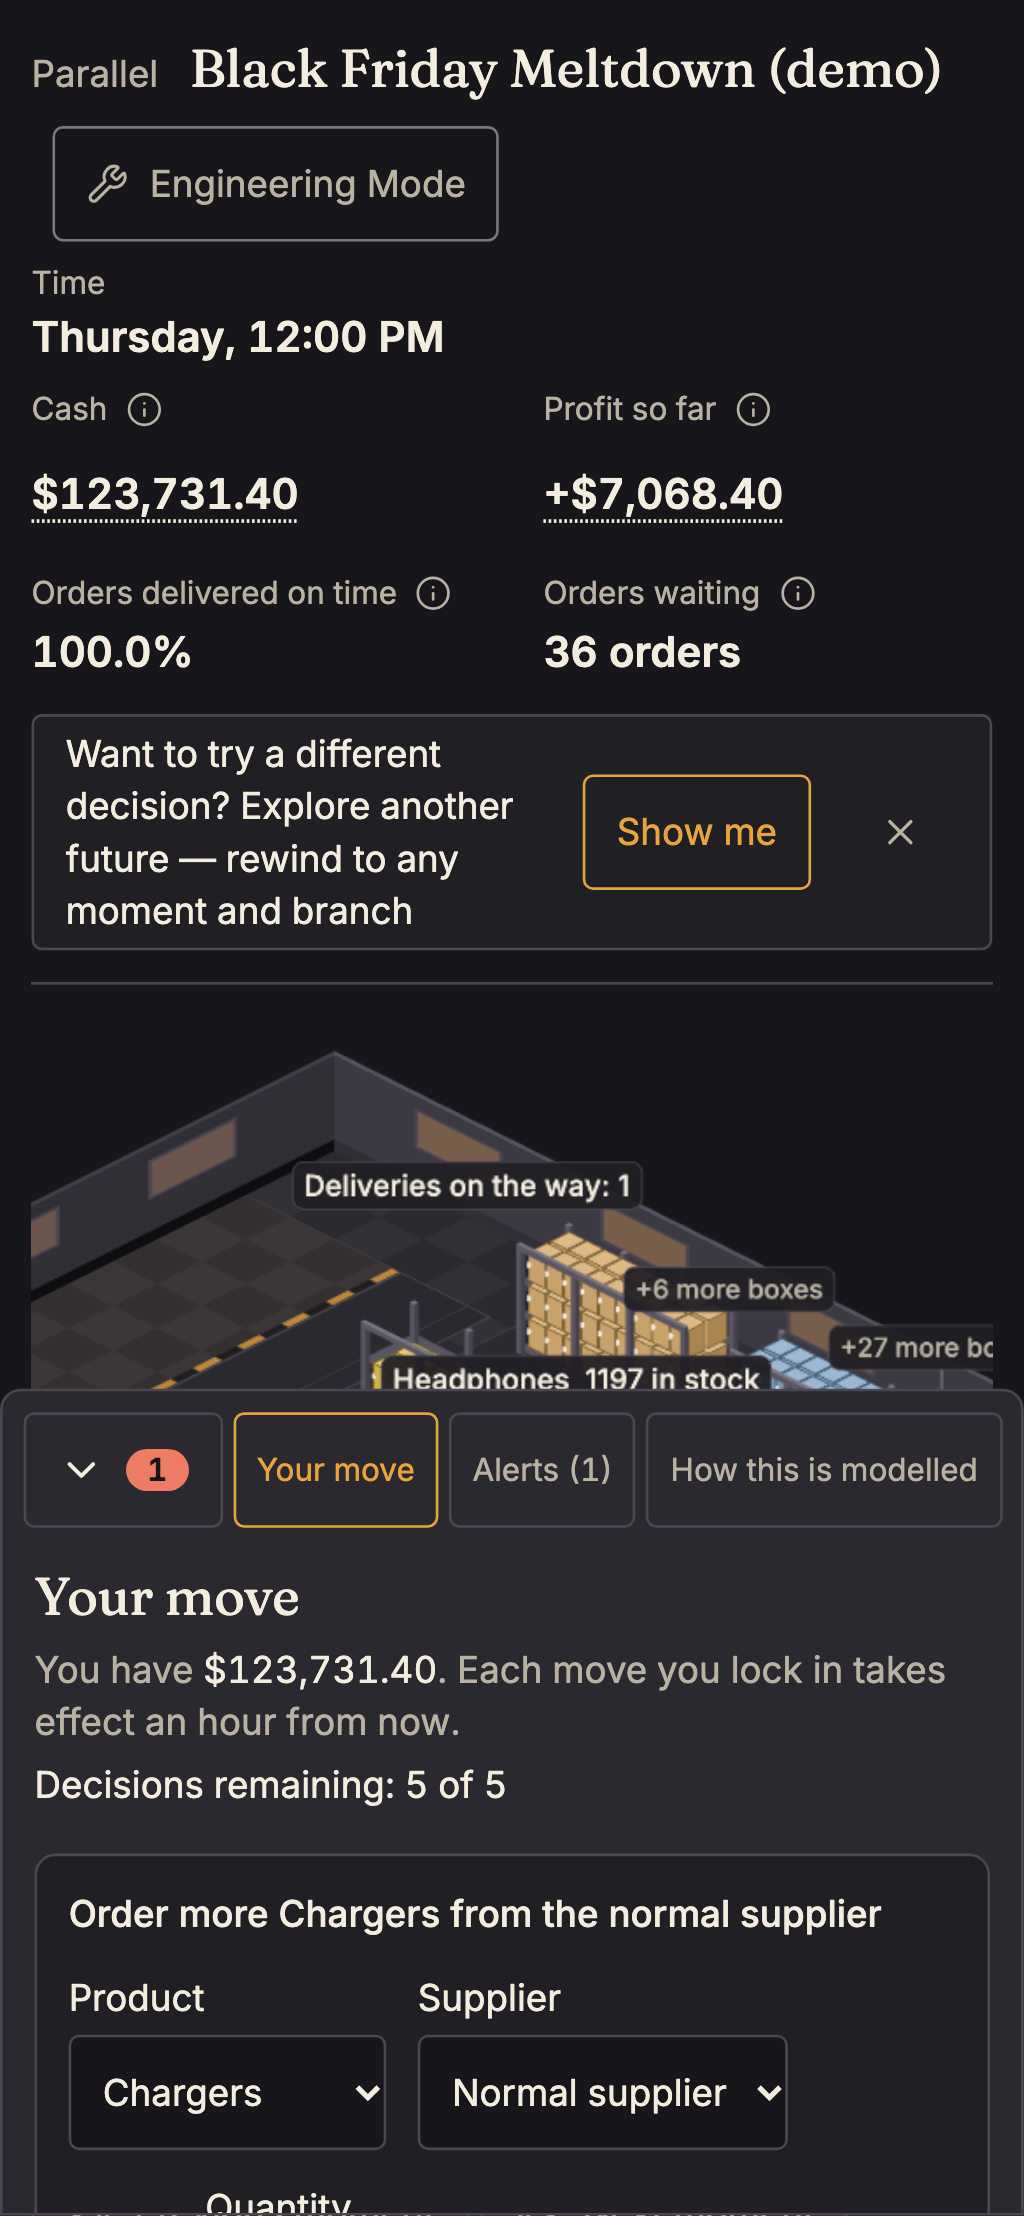 Parallel Black Friday Meltdown (demo)
Engineering Mode
Time
Thursday, 12:00 PM
Cash Profit so far
$123,731.40 +$7,068.40
Orders delivered on time Orders waiting
100.0% 36 orders
Want to try a different
decision? Explore another
future — rewind to any
moment and branch
Show me
Deliveries on the way: 1
+6 more boxes
+27 more bo
Headphones 1197 in stock
1 Your move Alerts (1) How this is modelled
Your move
You have $123,731.40. Each move you lock in takes
effect an hour from now.
Decisions remaining: 5 of 5
Order more Chargers from the normal supplier
Product Supplier
Chargers Normal supplier
Quantity